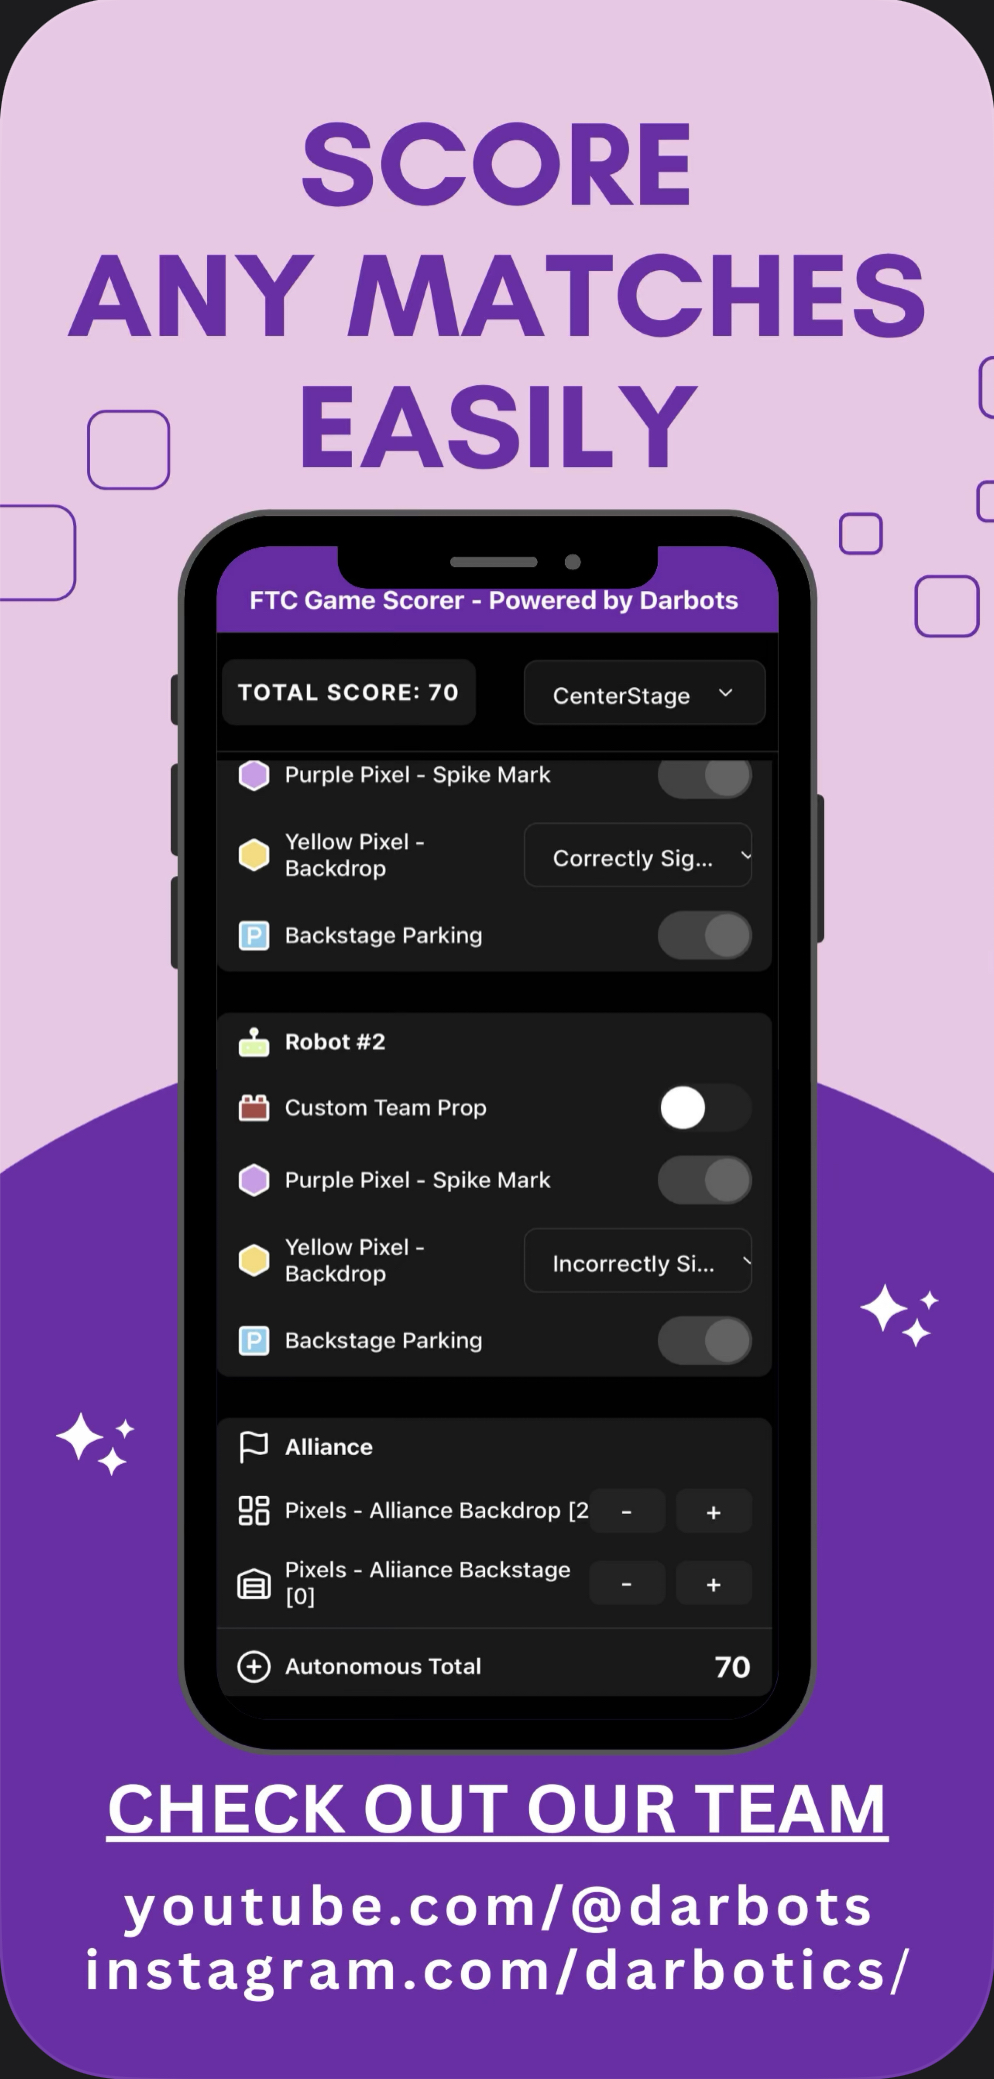 SCORE
ANY MATCHES
EASILY
FTC Game Scorer - Powered by Darbots
TOTAL SCORE: 70
CenterStage
Purple Pixel - Spike Mark
Yellow Pixel -
Backdrop
Correctly Sig...
Backstage Parking
P
Robot #2
Custom Team Prop
Purple Pixel - Spike Mark
Yellow Pixel -
Backdrop
Incorrectly Si...
P
Backstage Parking
Alliance
Pixels - Alliance Backdrop [2
-
+
Pixels - Aliiance Backstage
[0]
-
+
Autonomous Total
70
CHECK OUT OUR TEAM
youtube.com/@darbots
instagram.com/darbotics/